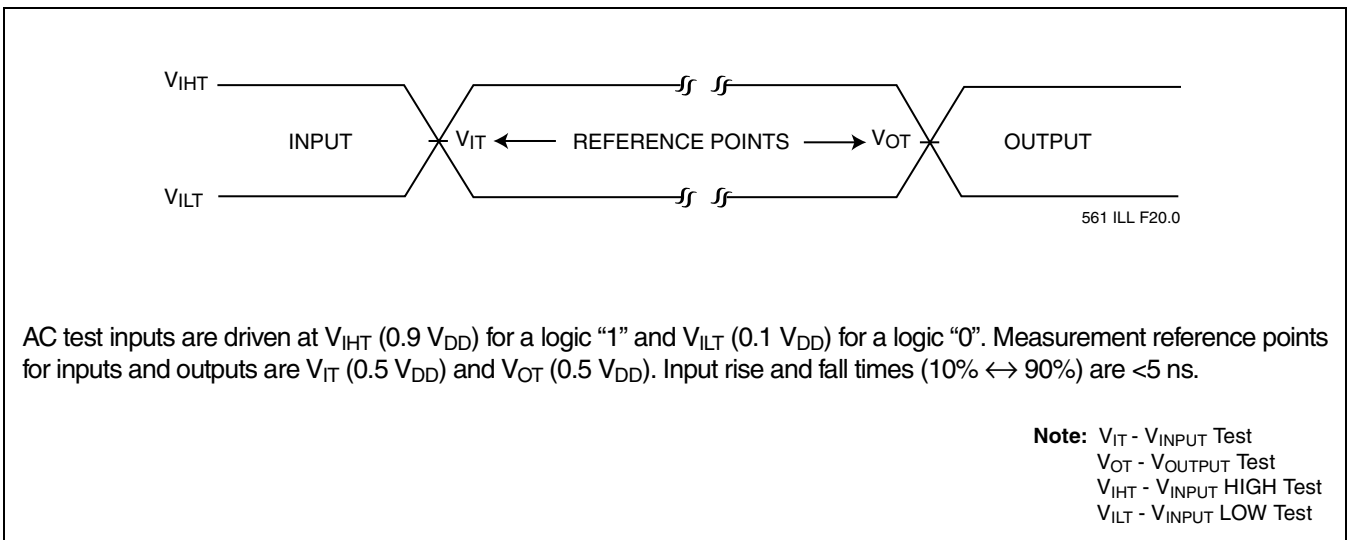 VIHT
INPUT VIT REFERENCE POINTS VOT OUTPUT
VILT
561 ILL F20.0
AC test inputs are driven at VIHT (0.9 VDD) for a logic “1” and VILT (0.1 VDD) for a logic “0”. Measurement reference points
for inputs and outputs are VIT (0.5 VDD) and VOT (0.5 VDD). Input rise and fall times (10% ↔ 90%) are <5 ns.
Note: VIT - VINPUT Test
VOT - VOUTPUT Test
VIHT - VINPUT HIGH Test
VILT - VINPUT LOW Test